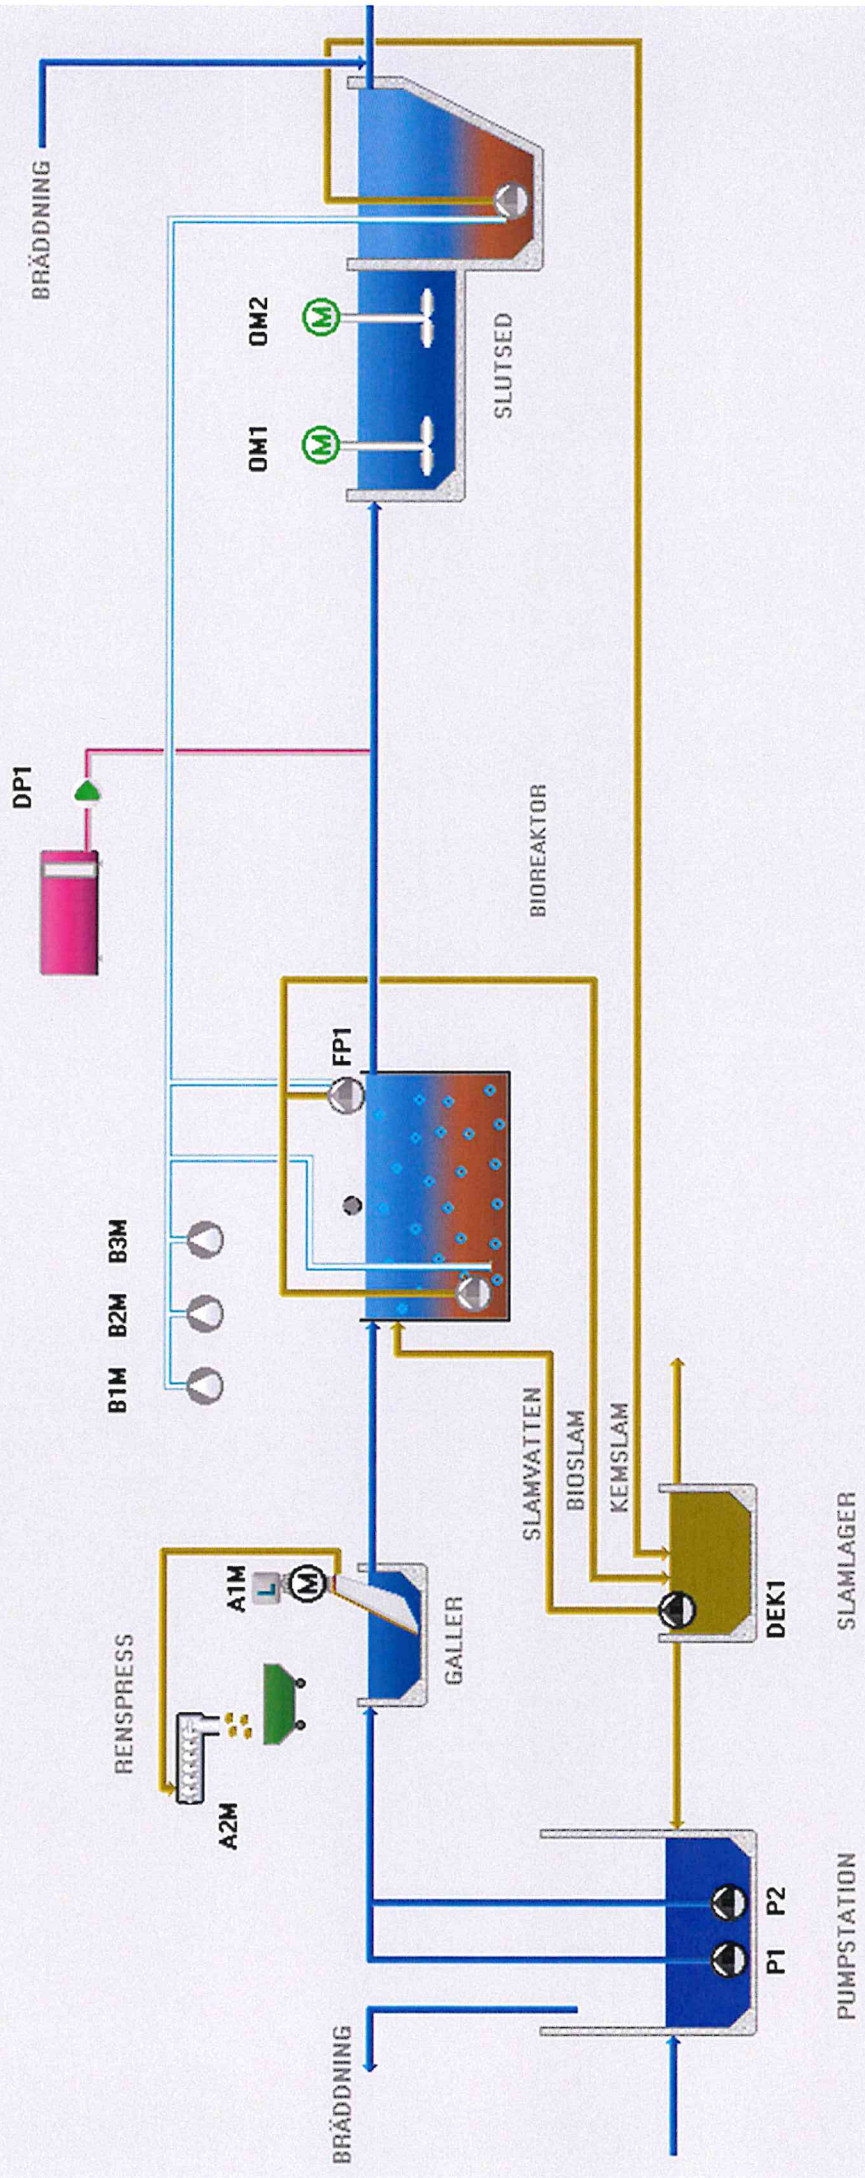 BRÄDDNING
PUMPSTATION
P1
P2
RENSPRESS
A2M
A1M
L
M
GALLER
SLAMLAGER
DEK1
SLAMVATTEN
BIOSLAM
KEMSLAM
B1M
B2M
B3M
FP1
BIOREAKTOR
DP1
OM1
M
OM2
M
SLUTSED
BRÄDDNING